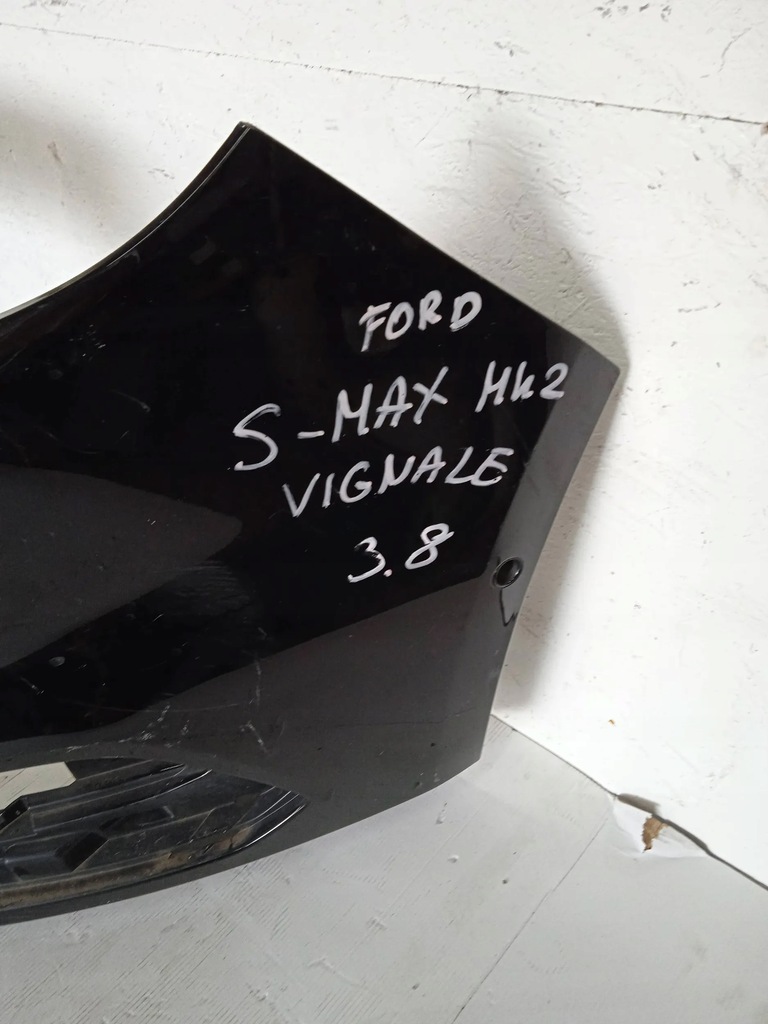 FORD
S-MAX Mk2
VIGNALE
3.8